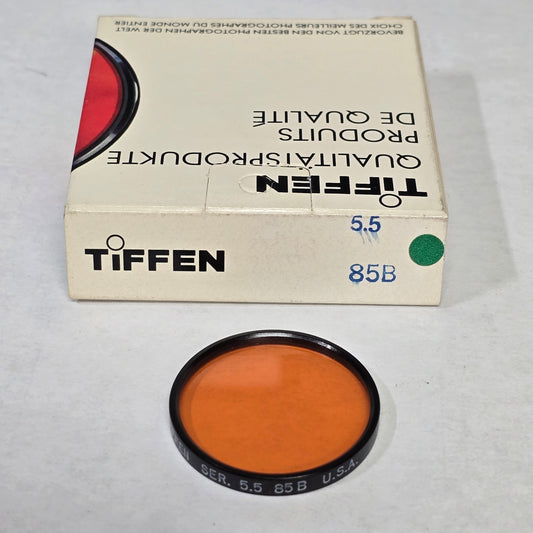 BEVORZUGT VON DEN BESTEN PHOTOGRAPHEN DER WELT
CHOIX DES MEILLEURS PHOTOGRAPHES DU MONDE ENTIER
TIFFEN
QUALITÄTSPRODUKTE
PRODUITS
DE QUALITÉ
5.5
TIFFEN
85B
SER. 5.5 85B U.S.A.